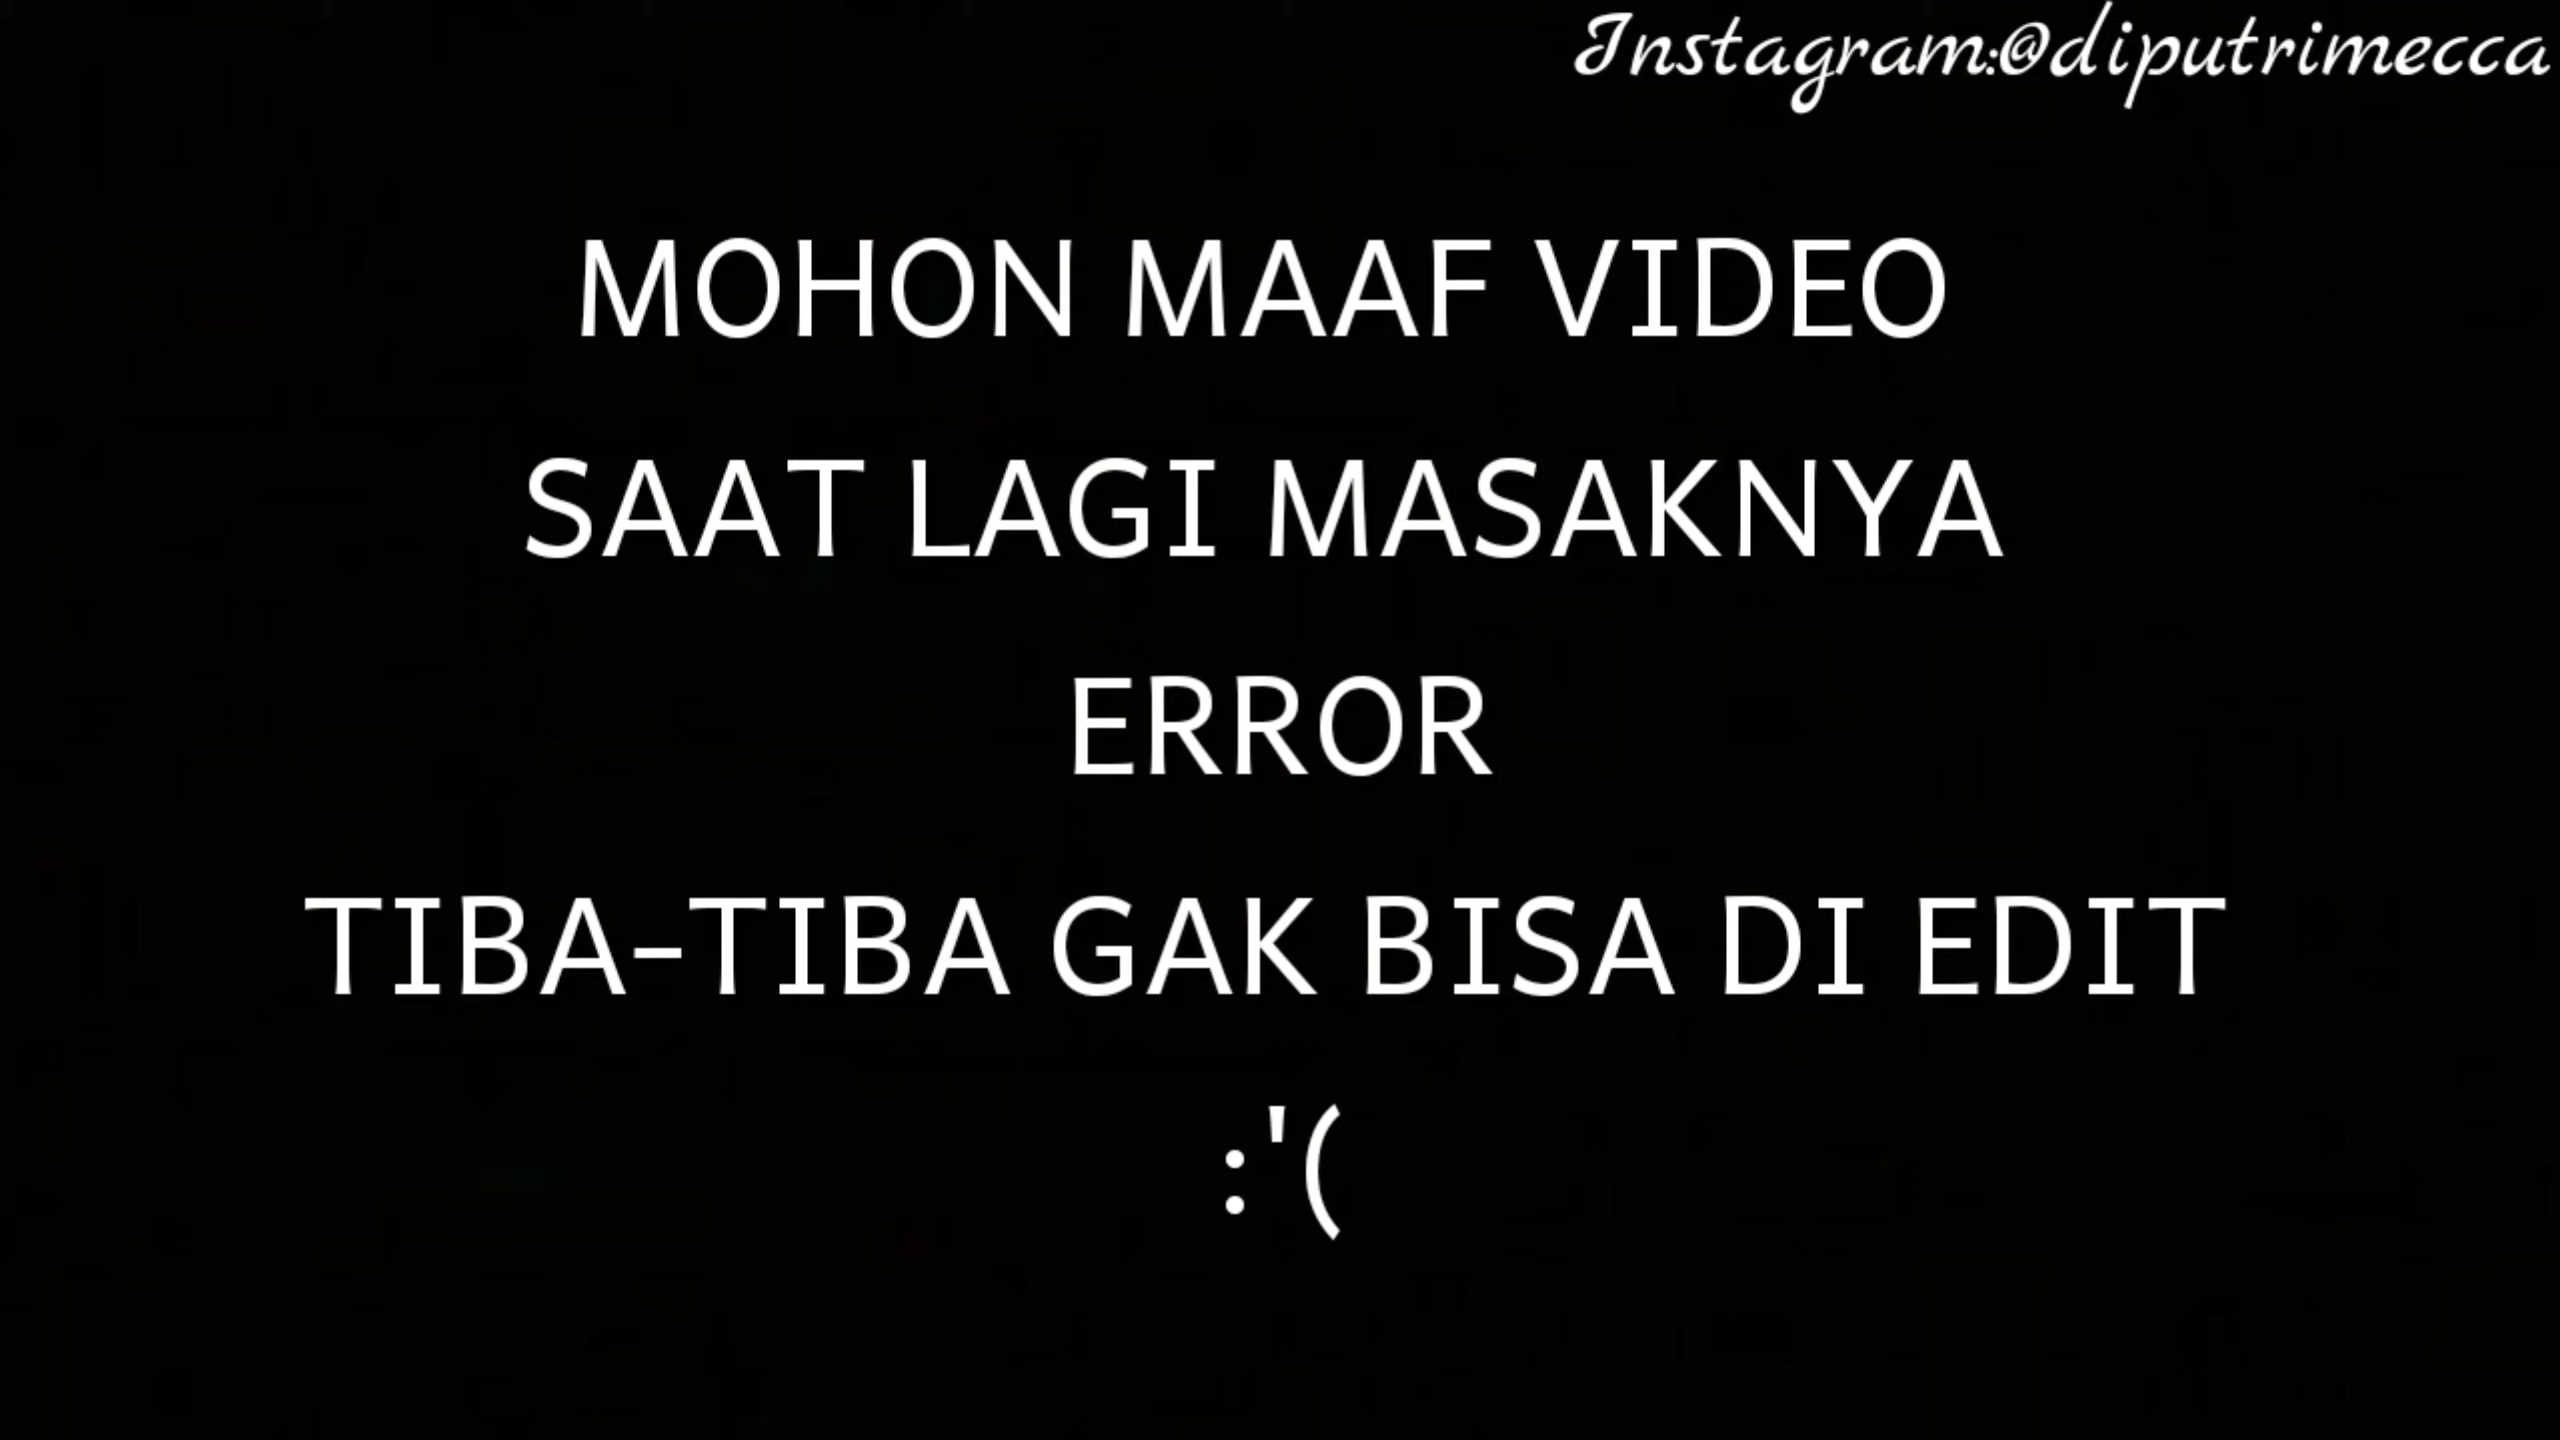 Instagram:@diputrimecca
MOHON MAAF VIDEO
SAAT LAGI MASAKNYA
ERROR
TIBA-TIBA GAK BISA DI EDIT
:'(